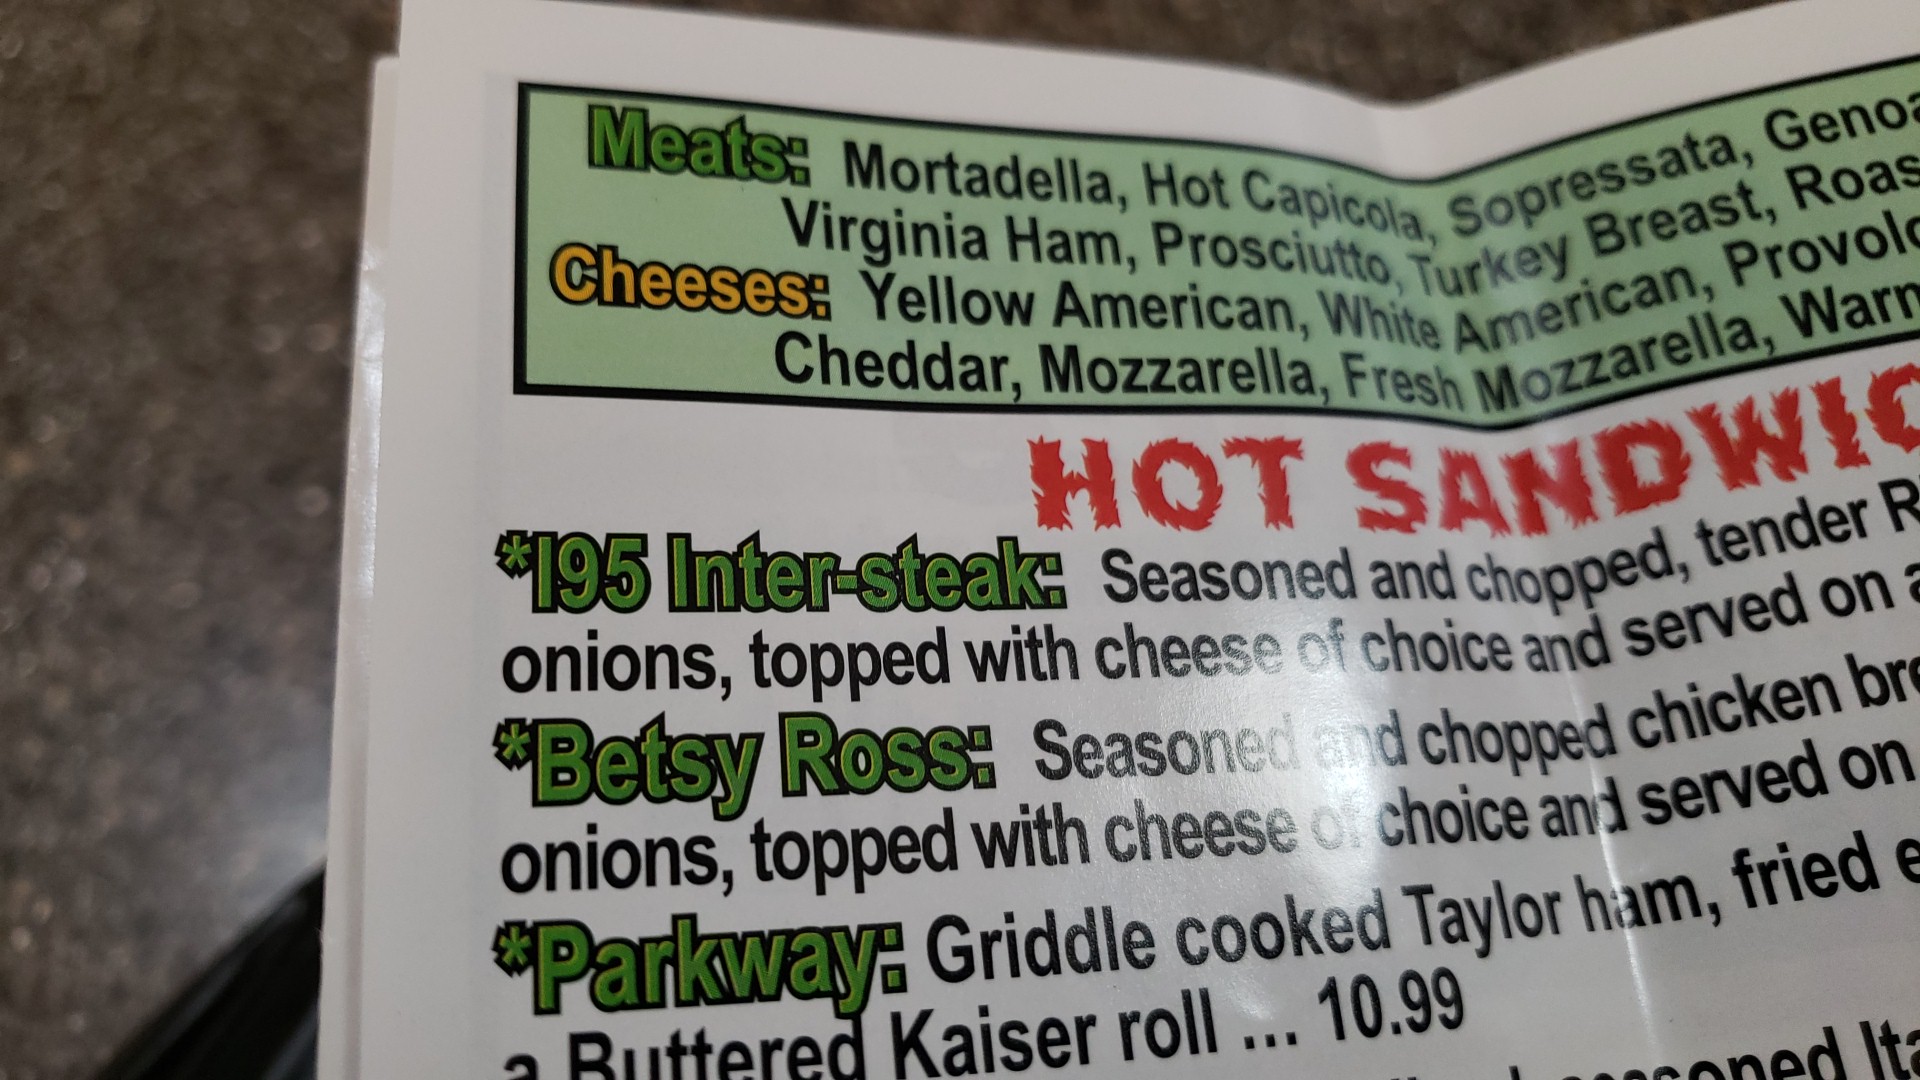 Meats: Mortadella, Hot Capicola, Sopressata, Genoa
Virginia Ham, Prosciutto, Turkey Breast, Roas
Cheeses: Yellow American, White American, Provolo
Cheddar, Mozzarella, Fresh Mozzarella, Warm
HOT SANDWIC
*I95 Inter-steak: Seasoned and chopped, tender R
onions, topped with cheese of choice and served on a
*Betsy Ross: Seasoned and chopped chicken bre
onions, topped with cheese of choice and served on
*Parkway: Griddle cooked Taylor ham, fried e
a Buttered Kaiser roll ... 10.99
seasoned Ita